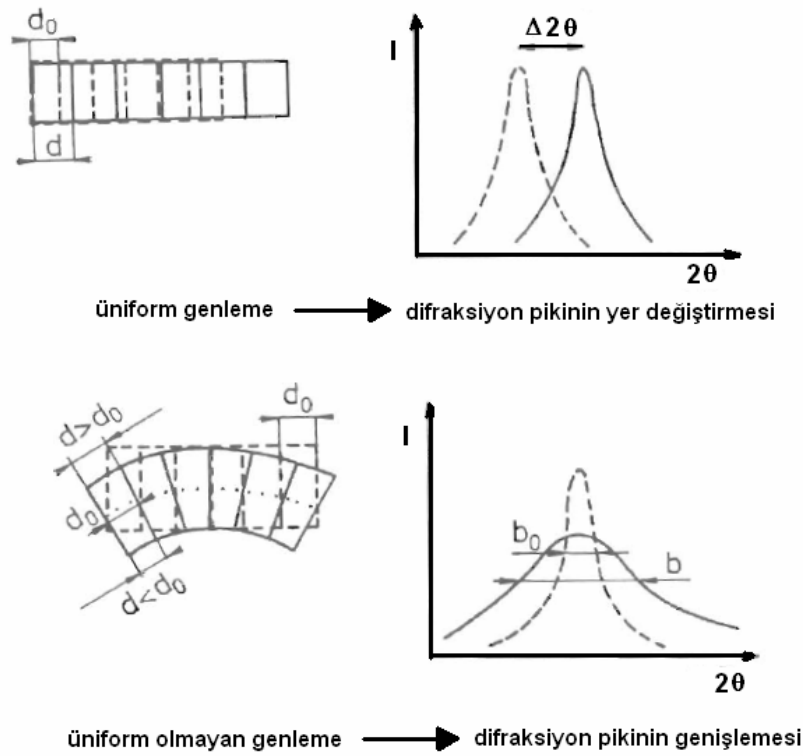 d₀
d
I
Δ2θ
2θ
üniform genleme
difraksiyon pikinin yer değiştirmesi
d>d₀
d₀
d₀
d<d₀
I
b₀
b
2θ
üniform olmayan genleme
difraksiyon pikinin genişlemesi